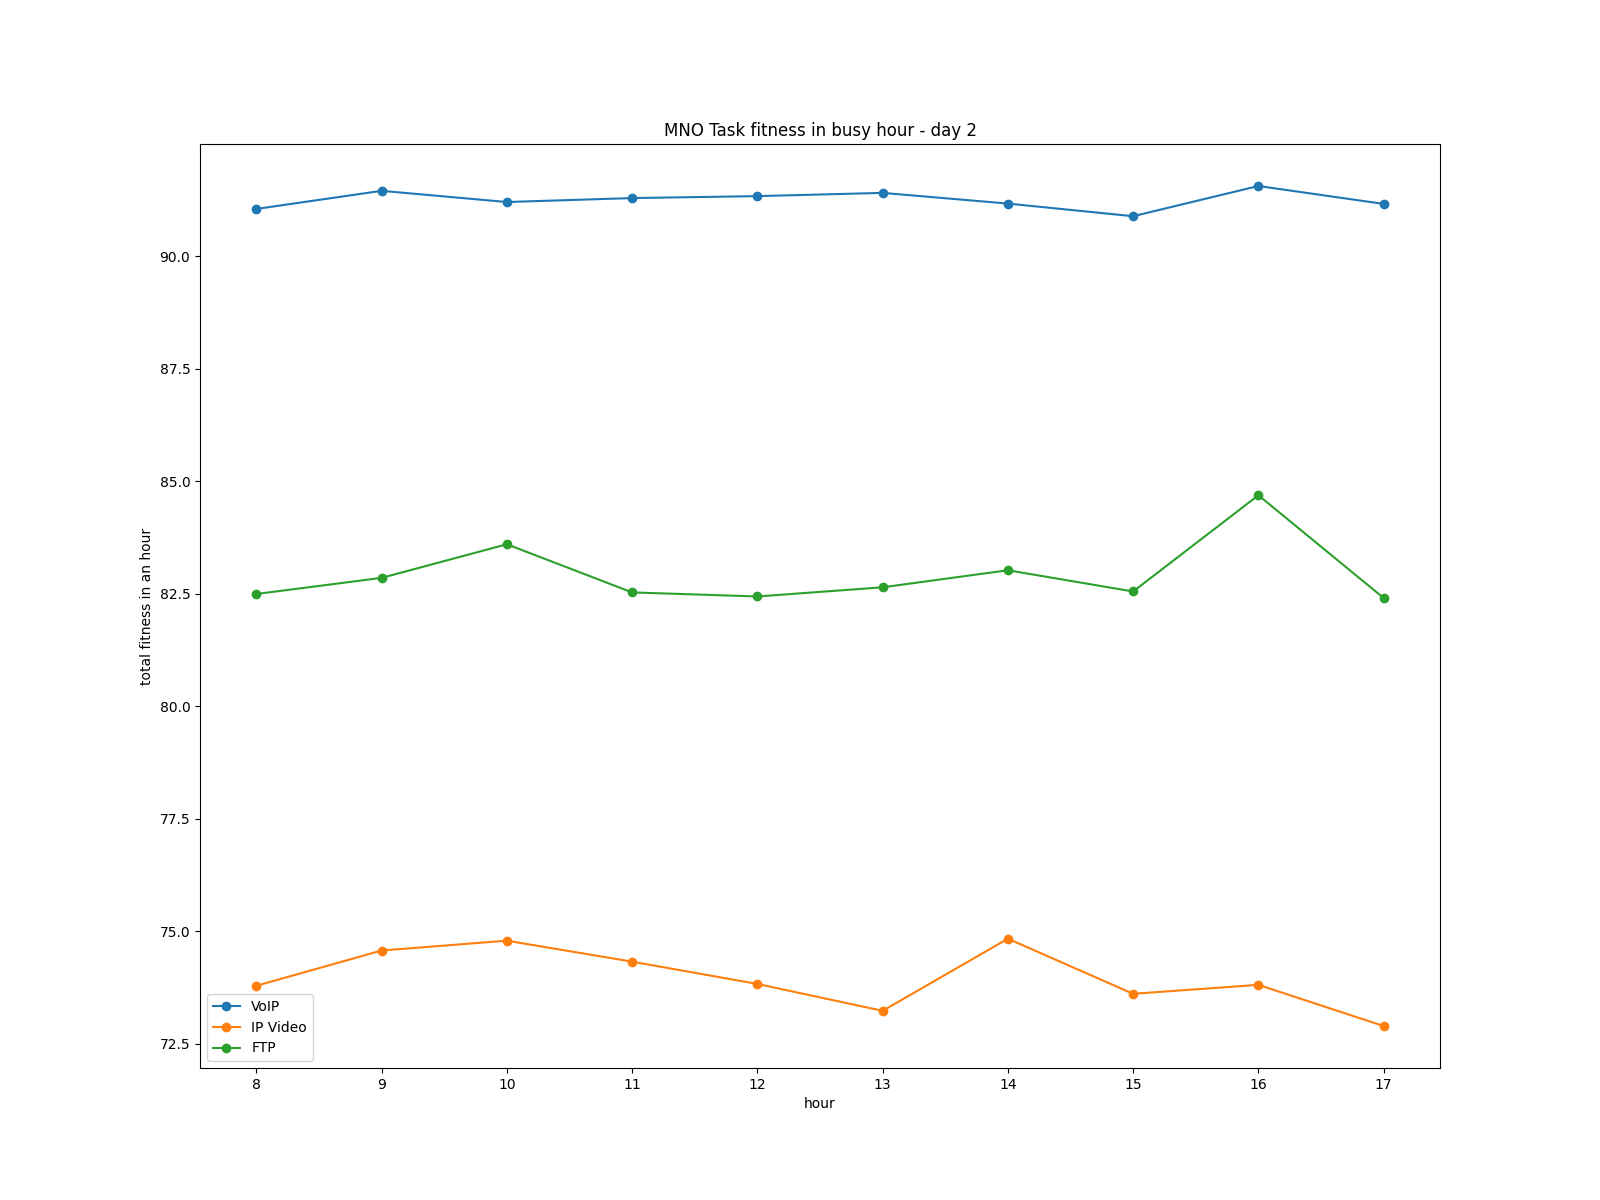 MNO Task fitness in busy hour - day 2
total fitness in an hour
90.0
87.5
85.0
82.5
80.0
77.5
75.0
72.5
VoIP
IP Video
FTP
8 9 10 11 12 13 14 15 16 17
hour